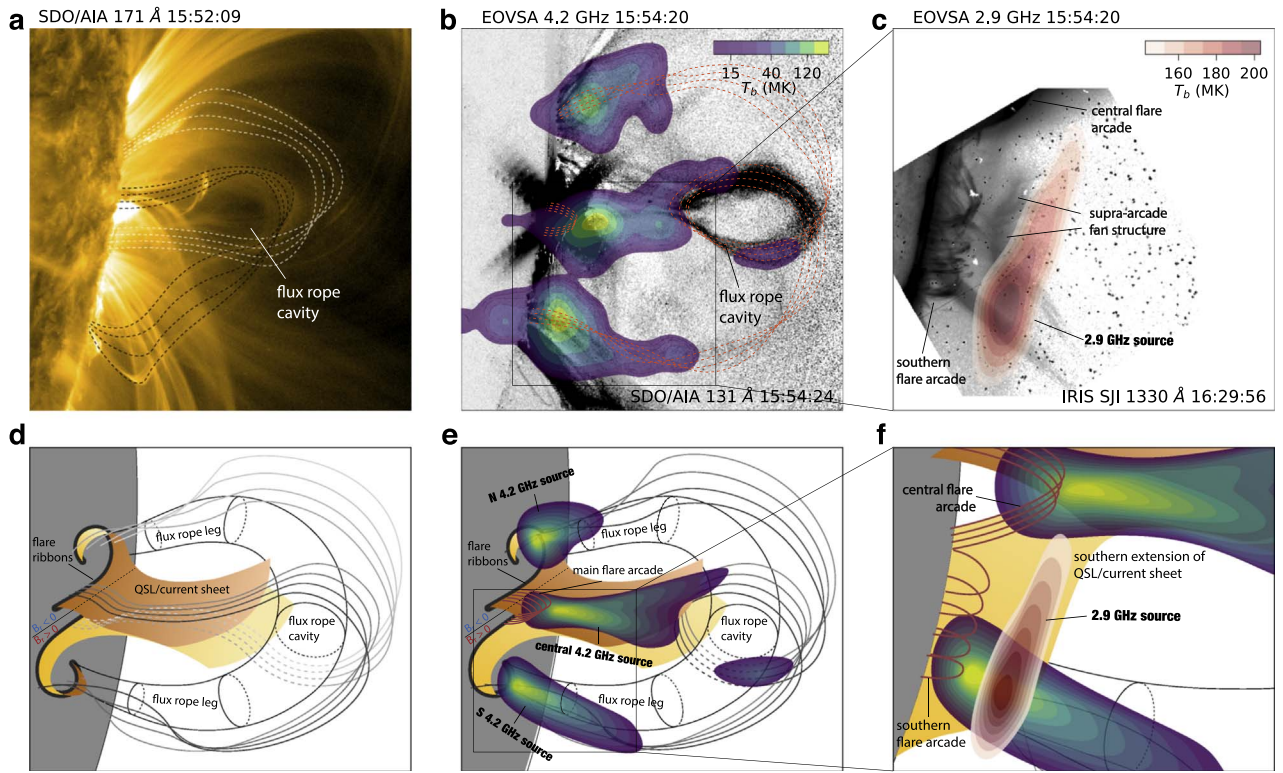 a
SDO/AIA 171 Å 15:52:09
flux rope
cavity
b
EOVSA 4.2 GHz 15:54:20
15 40 120
T_b (MK)
flux rope
cavity
SDO/AIA 131 Å 15:54:24
c
EOVSA 2.9 GHz 15:54:20
160 180 200
T_b (MK)
central flare
arcade
supra-arcade
fan structure
2.9 GHz source
southern
flare arcade
IRIS SJI 1330 Å 16:29:56
d
flare
ribbons
flux rope leg
QSL/current sheet
B_r < 0
B_r > 0
flux rope
cavity
flux rope leg
e
N 4.2 GHz source
flare
ribbons
flux rope leg
main flare arcade
B_r < 0
B_r > 0
flux rope
cavity
central 4.2 GHz source
flux rope leg
S 4.2 GHz source
f
central flare
arcade
southern extension of
QSL/current sheet
2.9 GHz source
southern
flare arcade